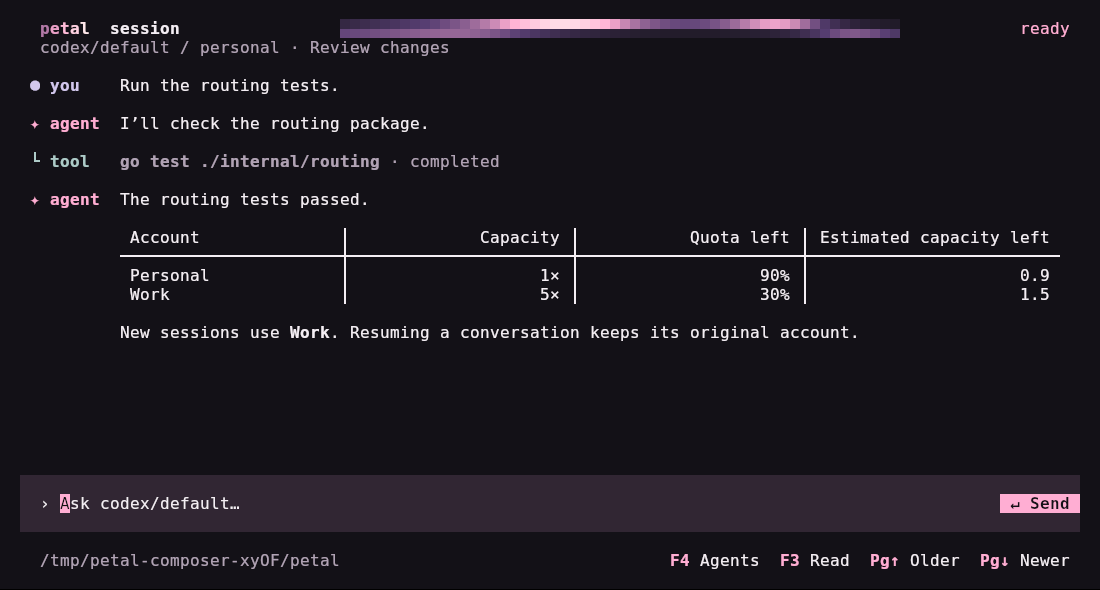 petal session ready
codex/default / personal · Review changes
● you Run the routing tests.
✦ agent I’ll check the routing package.
└ tool go test ./internal/routing · completed
✦ agent The routing tests passed.
Account Capacity Quota left Estimated capacity left
Personal 1× 90% 0.9
Work 5× 30% 1.5
New sessions use Work. Resuming a conversation keeps its original account.
› Ask codex/default… ↵ Send
/tmp/petal-composer-xyOF/petal F4 Agents F3 Read Pg↑ Older Pg↓ Newer